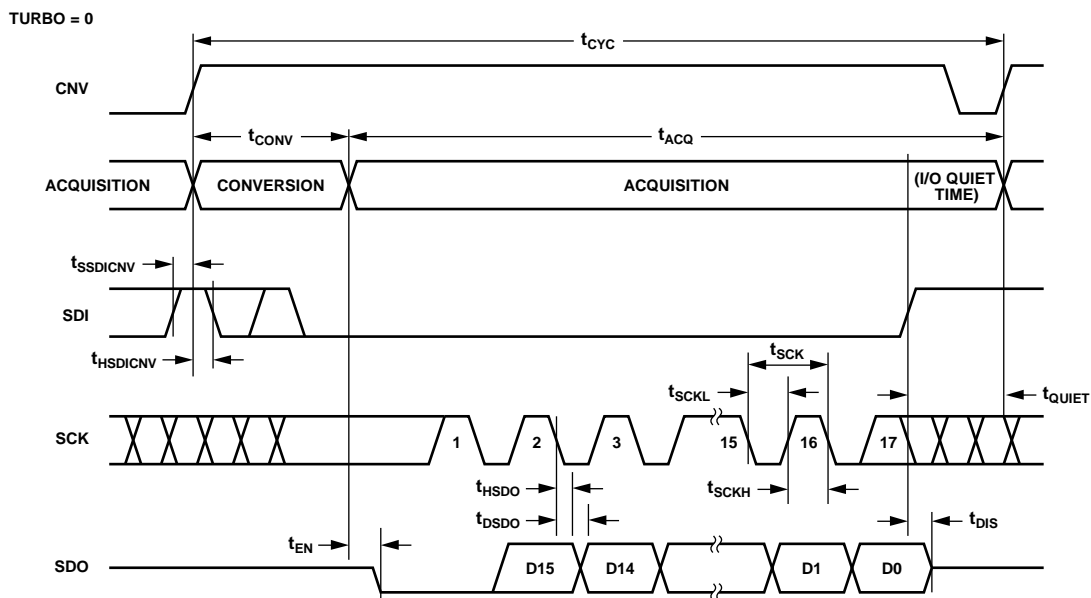 TURBO = 0
tCYC
CNV
tCONV
tACQ
ACQUISITION
CONVERSION
ACQUISITION
(I/O QUIET
TIME)
tSSDICNV
SDI
tHSDICNV
tSCK
tSCKL
tQUIET
SCK
1
2
3
15
16
17
tHSDO
tSCKH
tDSDO
tDIS
tEN
SDO
D15
D14
D1
D0